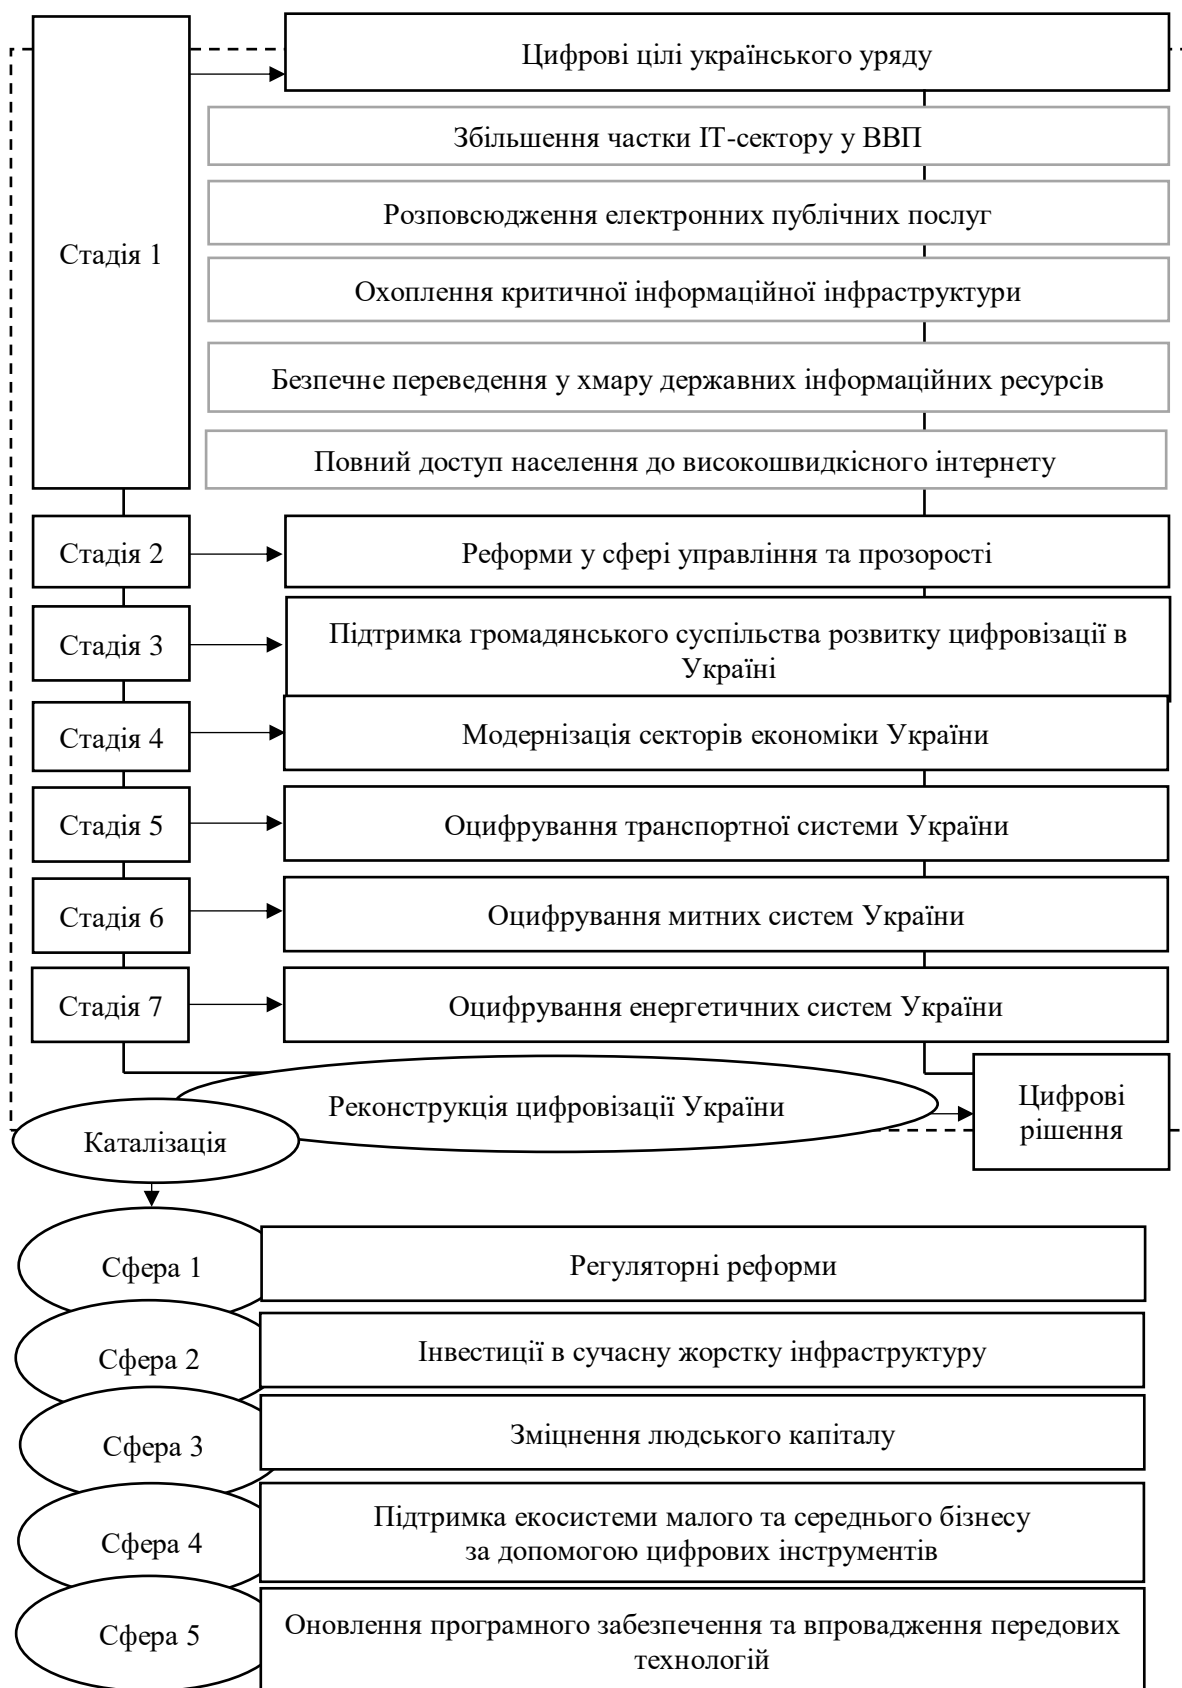 Цифрові цілі українського уряду
Збільшення частки ІТ-сектору у ВВП
Розповсюдження електронних публічних послуг
Стадія 1
Охоплення критичної інформаційної інфраструктури
Безпечне переведення у хмару державних інформаційних ресурсів
Повний доступ населення до високошвидкісного інтернету
Стадія 2
Реформи у сфері управління та прозорості
Стадія 3
Підтримка громадянського суспільства розвитку цифровізації в
Україні
Стадія 4
Модернізація секторів економіки України
Стадія 5
Оцифрування транспортної системи України
Стадія 6
Оцифрування митних систем України
Стадія 7
Оцифрування енергетичних систем України
Реконструкція цифровізації України
Цифрові
рішення
Каталізація
Сфера 1
Регуляторні реформи
Сфера 2
Інвестиції в сучасну жорстку інфраструктуру
Сфера 3
Зміцнення людського капіталу
Сфера 4
Підтримка екосистеми малого та середнього бізнесу
за допомогою цифрових інструментів
Сфера 5
Оновлення програмного забезпечення та впровадження передових
технологій